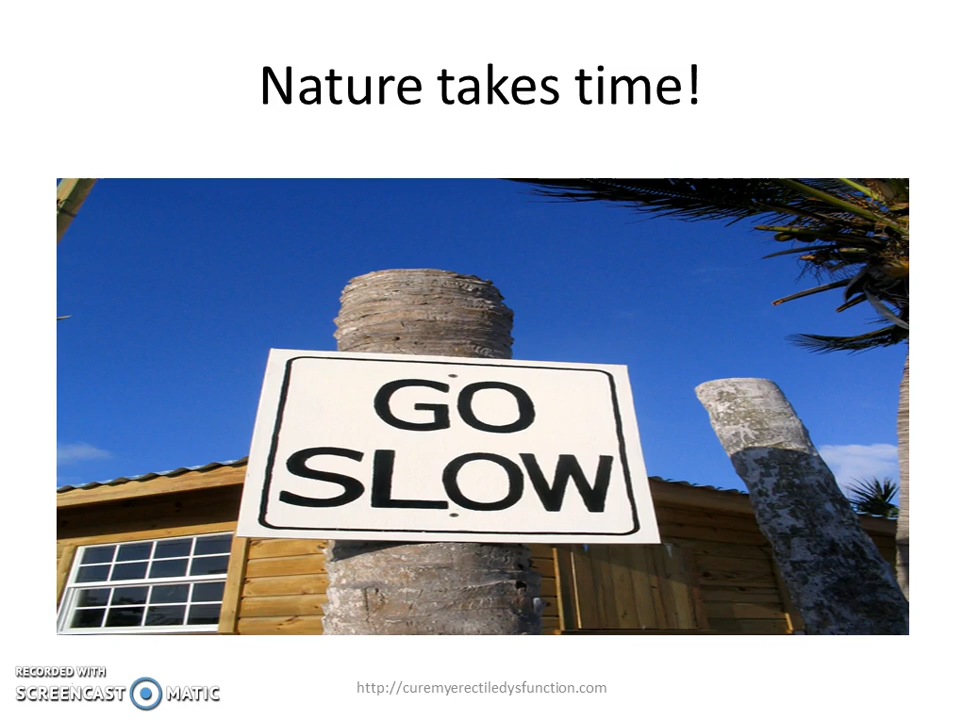 Nature takes time!
GO
SLOW
RECORDED WITH
SCREENCAST MATIC
http://curemyerectiledysfunction.com